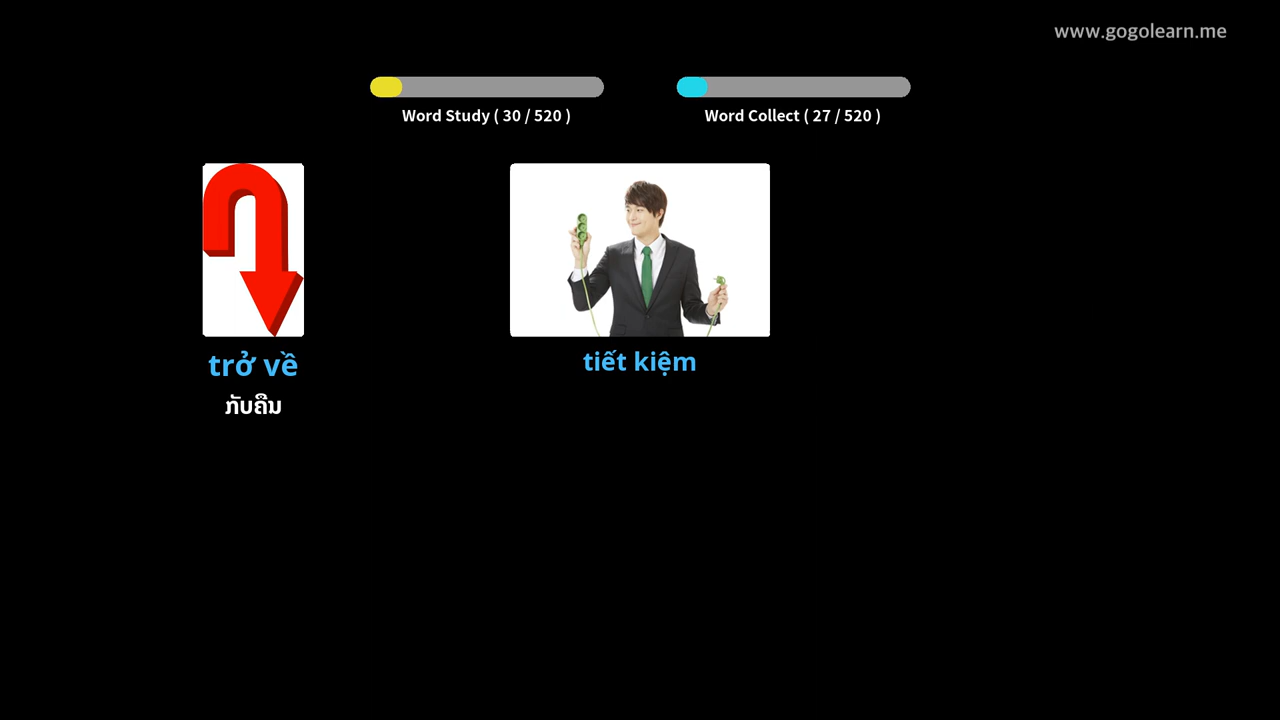 www.gogolearn.me
Word Study ( 30 / 520 )
Word Collect ( 27 / 520 )
trở về
ກັບຄືນ
tiết kiệm